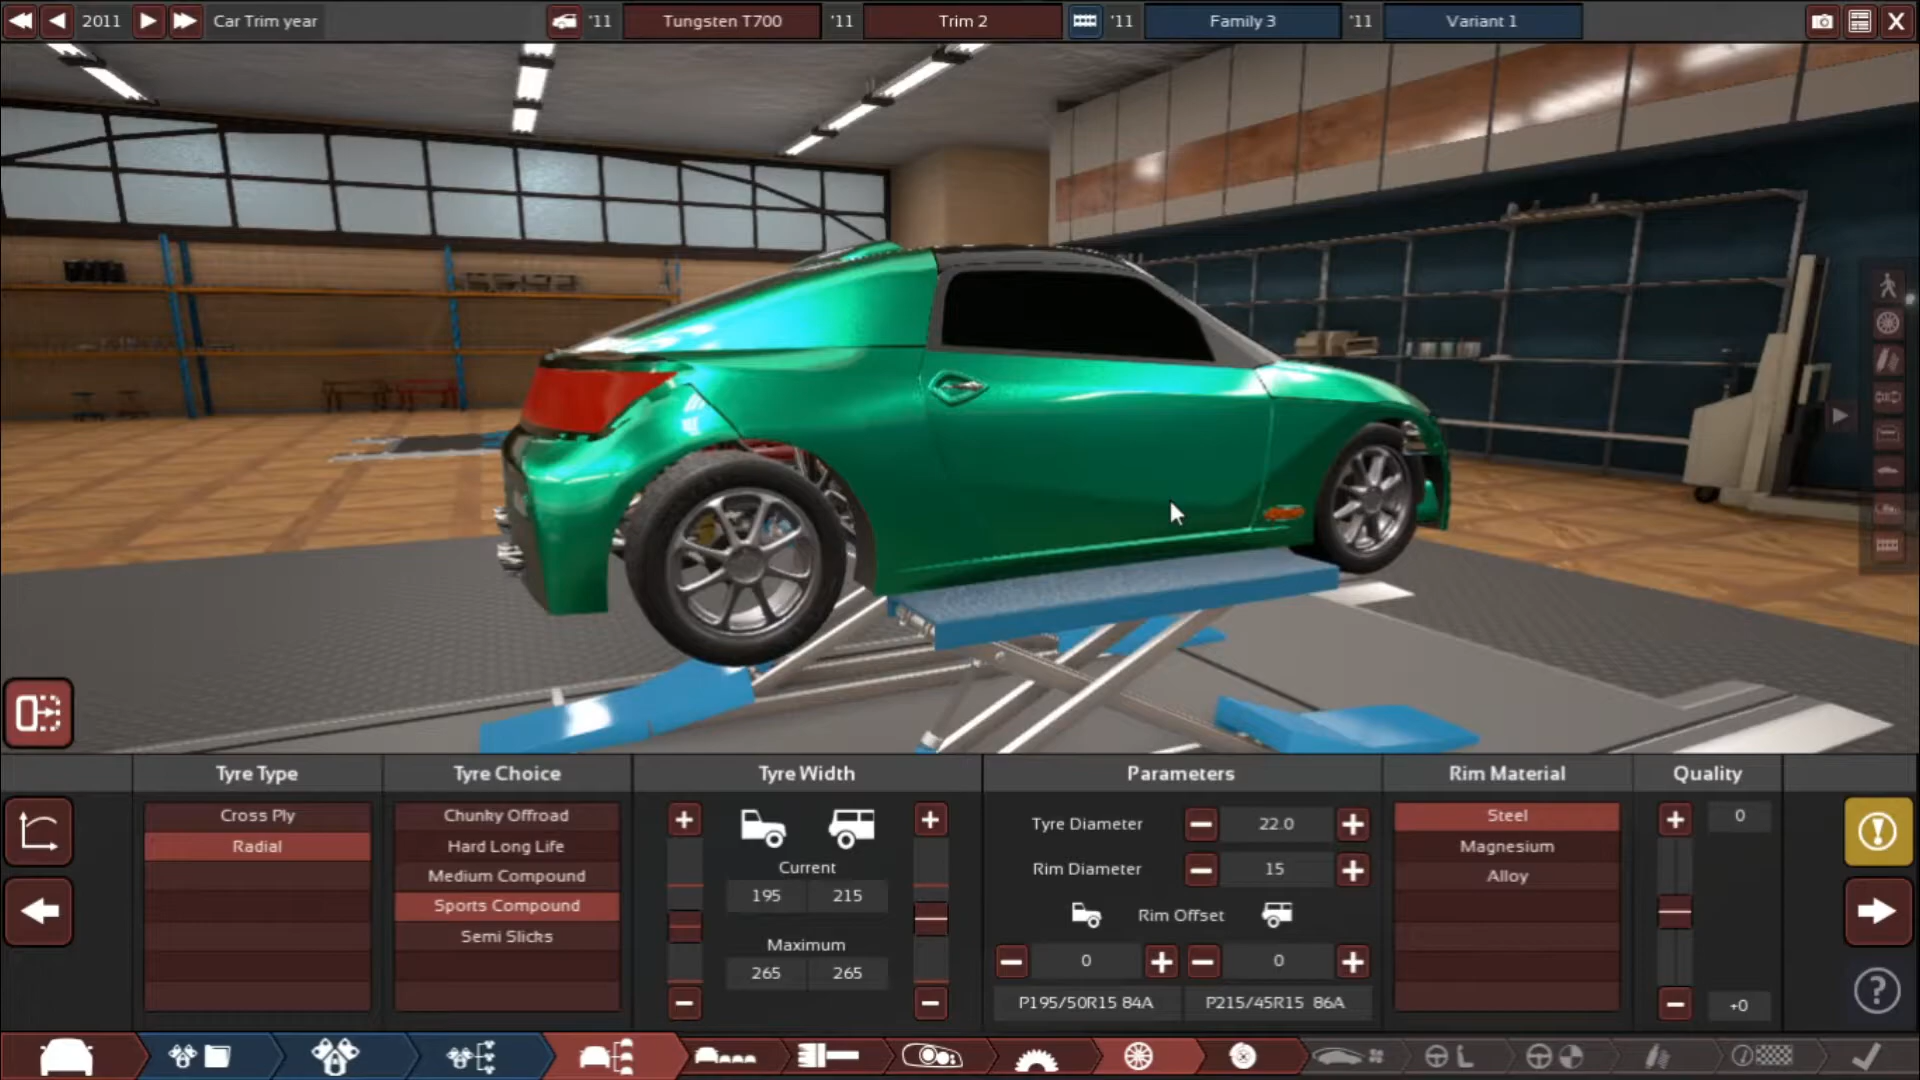 2011 Car Trim year '11 Tungsten T700 '11 Trim 2 '11 Family 3 '11 Variant 1
Tyre Type
Cross Ply
Radial
Tyre Choice
Chunky Offroad
Hard Long Life
Medium Compound
Sports Compound
Semi Slicks
Tyre Width
Current
195 215
Maximum
265 265
Parameters
Tyre Diameter 22.0
Rim Diameter 15
Rim Offset
0 0
P195/50R15 84A P215/45R15 86A
Rim Material
Steel
Magnesium
Alloy
Quality
0
+0